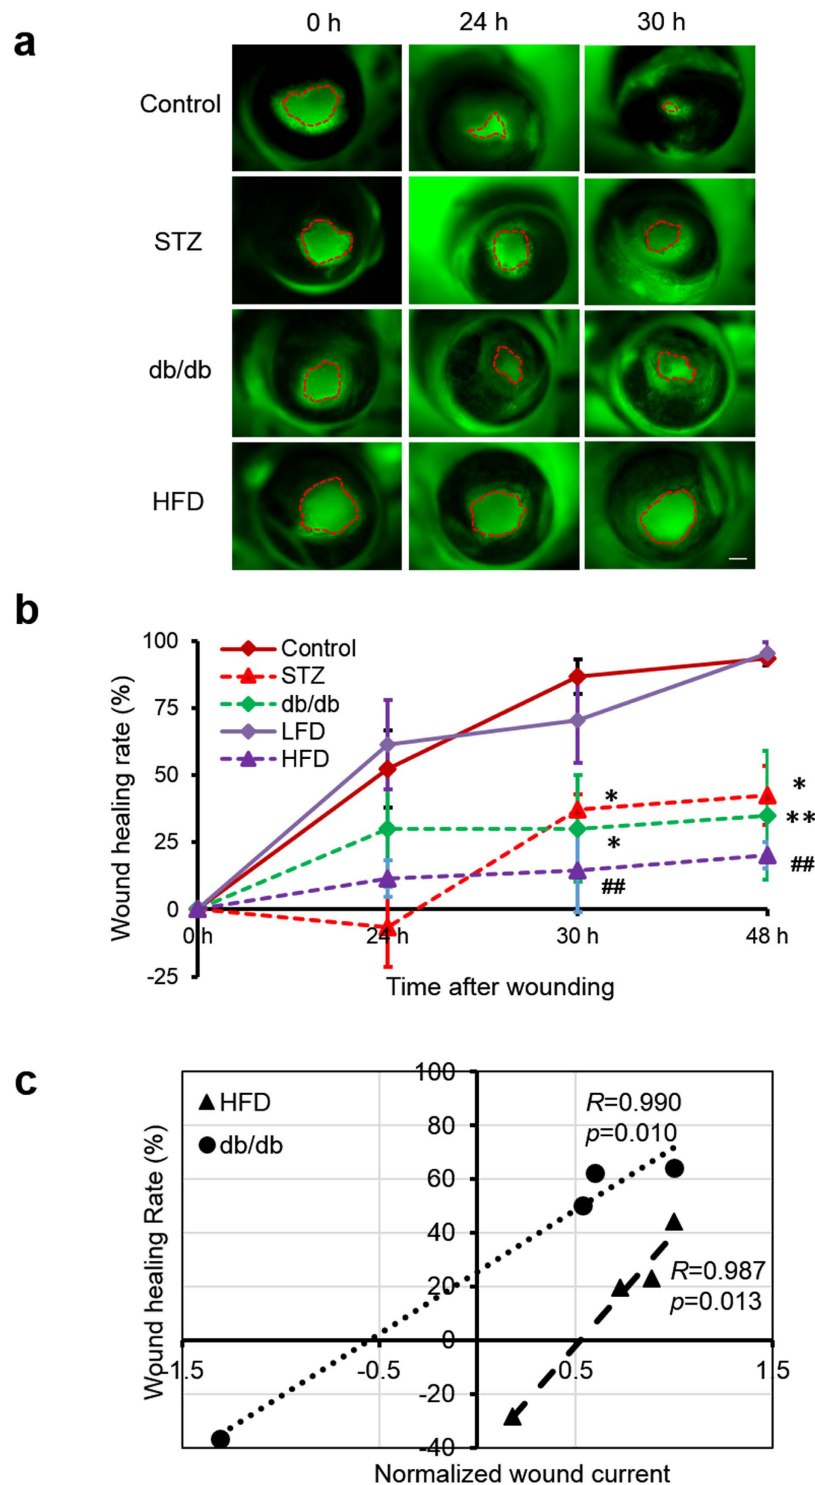 a
0 h 24 h 30 h
Control
STZ
db/db
HFD
b
Wound healing rate (%)
100
75
50
25
0
-25
Control
STZ
db/db
LFD
HFD
*
*
**
*
##
##
0 h 24 h 30 h 48 h
Time after wounding
c
Wound healing Rate (%)
100
80
60
40
20
0
-20
-40
HFD
db/db
R=0.990
p=0.010
R=0.987
p=0.013
-1.5 -0.5 0.5 1.5
Normalized wound current